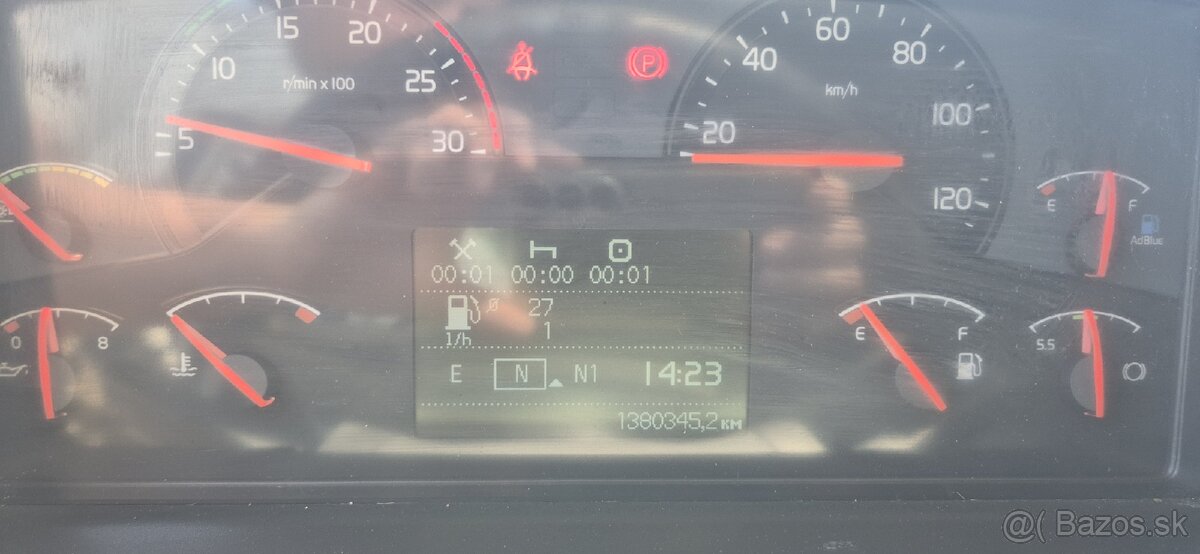 5 10 15 20 25 30
r/min x 100
P
20 40 60 80 100 120
km/h
E F
AdBlue
00:01 00:00 00:01
ø 27
l/h 1
E N N1 14:23
1380345,2 км
0 8
E F
5.5
@( Bazos.sk